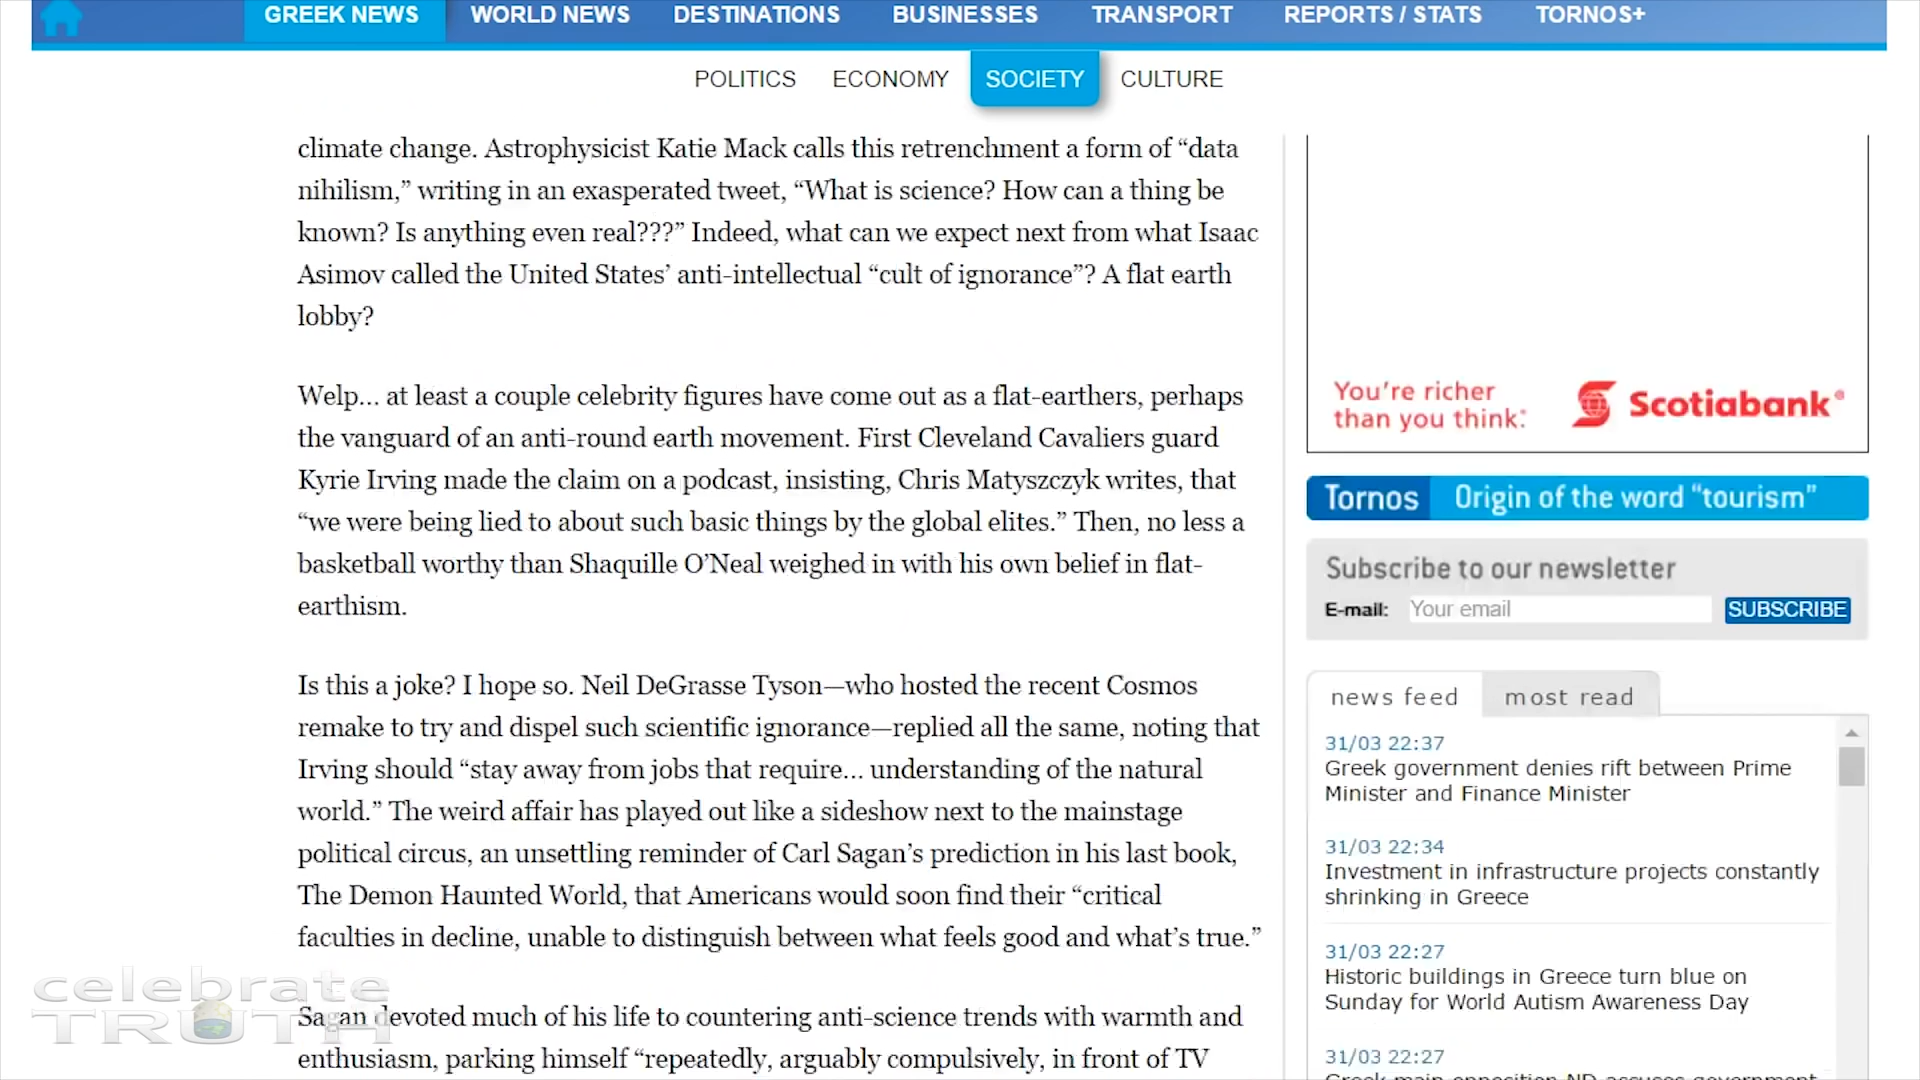 GREEK NEWS WORLD NEWS DESTINATIONS BUSINESSES TRANSPORT REPORTS / STATS TORNOS+
POLITICS ECONOMY SOCIETY CULTURE
climate change. Astrophysicist Katie Mack calls this retrenchment a form of “data
nihilism,” writing in an exasperated tweet, “What is science? How can a thing be
known? Is anything even real???” Indeed, what can we expect next from what Isaac
Asimov called the United States’ anti-intellectual “cult of ignorance”? A flat earth
lobby?
Welp… at least a couple celebrity figures have come out as a flat-earthers, perhaps
the vanguard of an anti-round earth movement. First Cleveland Cavaliers guard
Kyrie Irving made the claim on a podcast, insisting, Chris Matyszczyk writes, that
“we were being lied to about such basic things by the global elites.” Then, no less a
basketball worthy than Shaquille O’Neal weighed in with his own belief in flat-
earthism.
Is this a joke? I hope so. Neil DeGrasse Tyson—who hosted the recent Cosmos
remake to try and dispel such scientific ignorance—replied all the same, noting that
Irving should “stay away from jobs that require… understanding of the natural
world.” The weird affair has played out like a sideshow next to the mainstage
political circus, an unsettling reminder of Carl Sagan’s prediction in his last book,
The Demon Haunted World, that Americans would soon find their “critical
faculties in decline, unable to distinguish between what feels good and what’s true.”
Sagan devoted much of his life to countering anti-science trends with warmth and
enthusiasm, parking himself “repeatedly, arguably compulsively, in front of TV
You’re richer
than you think.
Scotiabank
Tornos Origin of the word “tourism”
Subscribe to our newsletter
E-mail: Your email SUBSCRIBE
news feed most read
31/03 22:37
Greek government denies rift between Prime
Minister and Finance Minister
31/03 22:34
Investment in infrastructure projects constantly
shrinking in Greece
31/03 22:27
Historic buildings in Greece turn blue on
Sunday for World Autism Awareness Day
31/03 22:27
Greek main opposition ND accuses government
celebrate
TRUTH